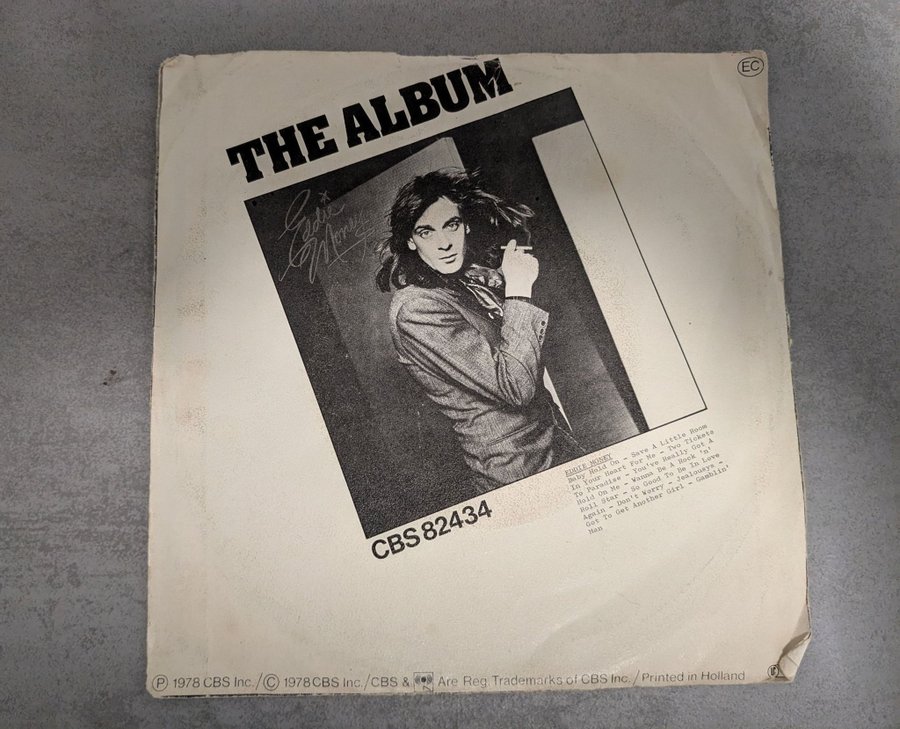 EC
THE ALBUM
Eddie
Money
EDDIE MONEY
Baby Hold On - Save A Little Room
In Your Heart For Me - Two Tickets
To Paradise - You've Really Got A
Hold On Me - Wanna Be A Rock 'n'
Roll Star - So Good To Be In Love
Again - Don't Worry - Jealousys -
Got To Get Another Girl - Gamblin'
Man
CBS 82434
Ⓟ 1978 CBS Inc./Ⓒ 1978 CBS Inc./CBS & Are Reg. Trademarks of CBS Inc./Printed in Holland